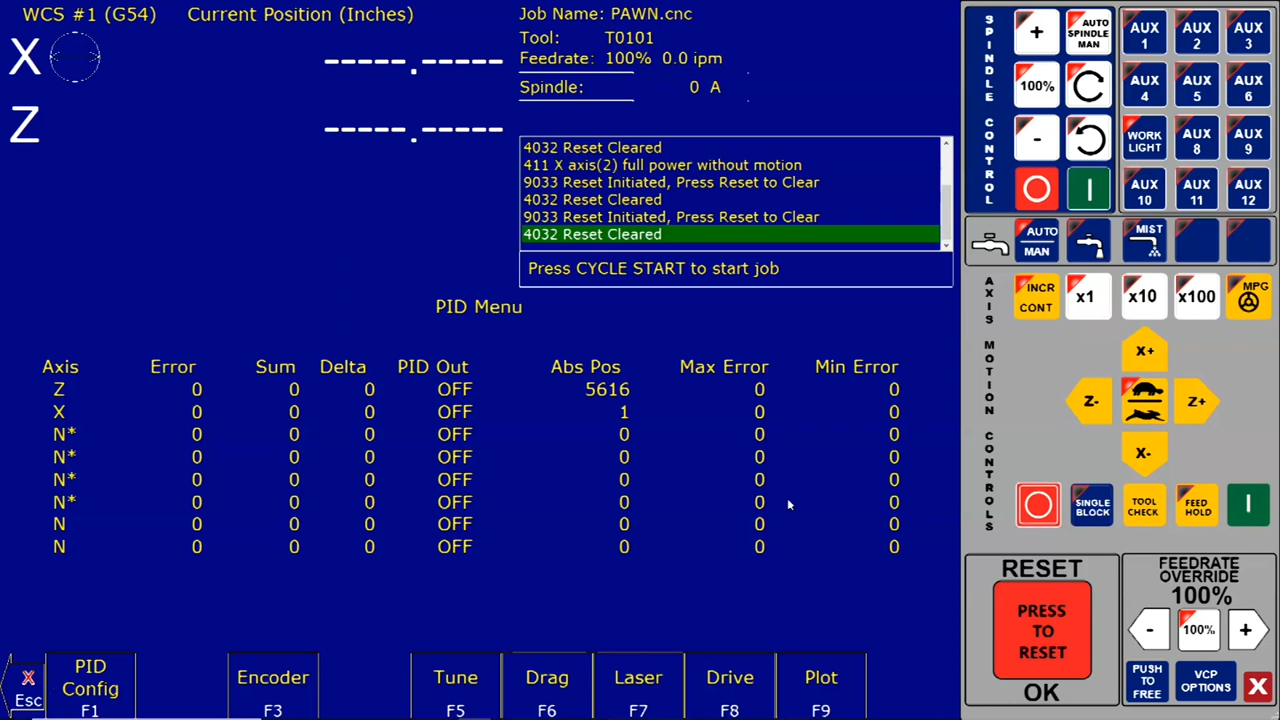 WCS #1 (G54) Current Position (Inches)
X -----.-----
Z -----.-----
Job Name: PAWN.cnc
Tool: T0101
Feedrate: 100% 0.0 ipm
Spindle: 0 A
4032 Reset Cleared
411 X axis(2) full power without motion
9033 Reset Initiated, Press Reset to Clear
4032 Reset Cleared
9033 Reset Initiated, Press Reset to Clear
4032 Reset Cleared
Press CYCLE START to start job
PID Menu
Axis Error Sum Delta PID Out Abs Pos Max Error Min Error
Z 0 0 0 OFF 5616 0 0
X 0 0 0 OFF 1 0 0
N* 0 0 0 OFF 0 0 0
N* 0 0 0 OFF 0 0 0
N* 0 0 0 OFF 0 0 0
N* 0 0 0 OFF 0 0 0
N 0 0 0 OFF 0 0 0
N 0 0 0 OFF 0 0 0
X
Esc
PID
Config
F1
Encoder
F3
Tune
F5
Drag
F6
Laser
F7
Drive
F8
Plot
F9
SPINDLE CONTROL
+
AUTO
SPINDLE
MAN
100%
-
AUX
1
AUX
2
AUX
3
AUX
4
AUX
5
AUX
6
WORK
LIGHT
AUX
8
AUX
9
AUX
10
AUX
11
AUX
12
AUTO
MAN
MIST
AXIS MOTION CONTROLS
INCR
CONT
x1
x10
x100
MPG
X+
Z-
Z+
X-
SINGLE
BLOCK
TOOL
CHECK
FEED
HOLD
RESET
PRESS
TO
RESET
OK
FEEDRATE
OVERRIDE
100%
-
100%
+
PUSH
TO
FREE
VCP
OPTIONS
X